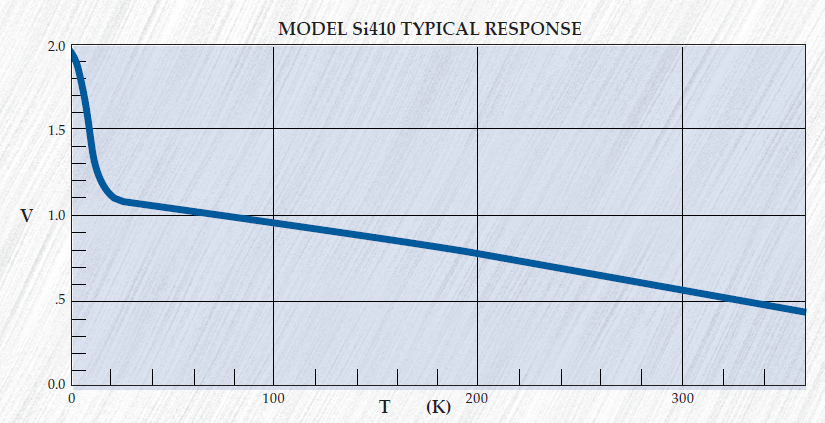 MODEL Si410 TYPICAL RESPONSE
2.0
1.5
V 1.0
.5
0.0
0 100 200 300
T (K)